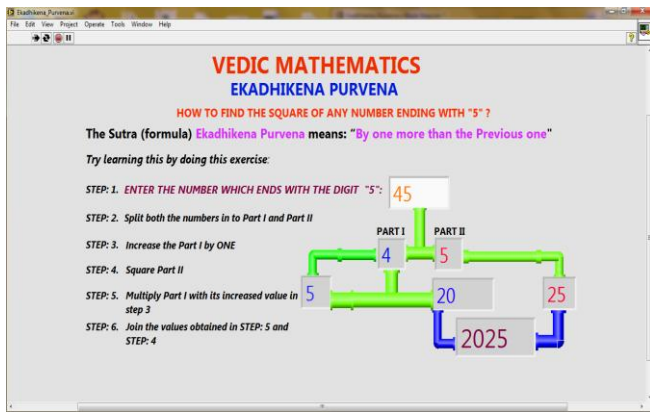 Ekadhikena_Purvena.vi
File Edit View Project Operate Tools Window Help
VEDIC MATHEMATICS
EKADHIKENA PURVENA
HOW TO FIND THE SQUARE OF ANY NUMBER ENDING WITH "5" ?
The Sutra (formula) Ekadhikena Purvena means: "By one more than the Previous one"
Try learning this by doing this exercise:
STEP: 1. ENTER THE NUMBER WHICH ENDS WITH THE DIGIT "5": 45
STEP: 2. Split both the numbers in to Part I and Part II
PART I PART II
STEP: 3. Increase the Part I by ONE
4 5
STEP: 4. Square Part II
STEP: 5. Multiply Part I with its increased value in
step 3
5 20 25
STEP: 6. Join the values obtained in STEP: 5 and
STEP: 4
2025